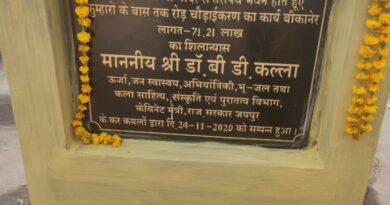 होते हुए
कुम्हारो के बास तक रोड़ चौड़ाईकरण का कार्य बीकानेर
लागत-71.21 लाख
का शिलान्यास
माननीय श्री डॉ. बी डी. कल्ला
ऊर्जा, जन स्वास्थय, अभियांत्रिकी, भू-जल तथा
कला साहित्य, संस्कृति एवं पुरातत्व विभाग,
केबिनेट मंत्री, राज. सरकार जयपुर
के कर कमलों द्वारा दि. 24-11-2020 को सम्पन्न हुआ।